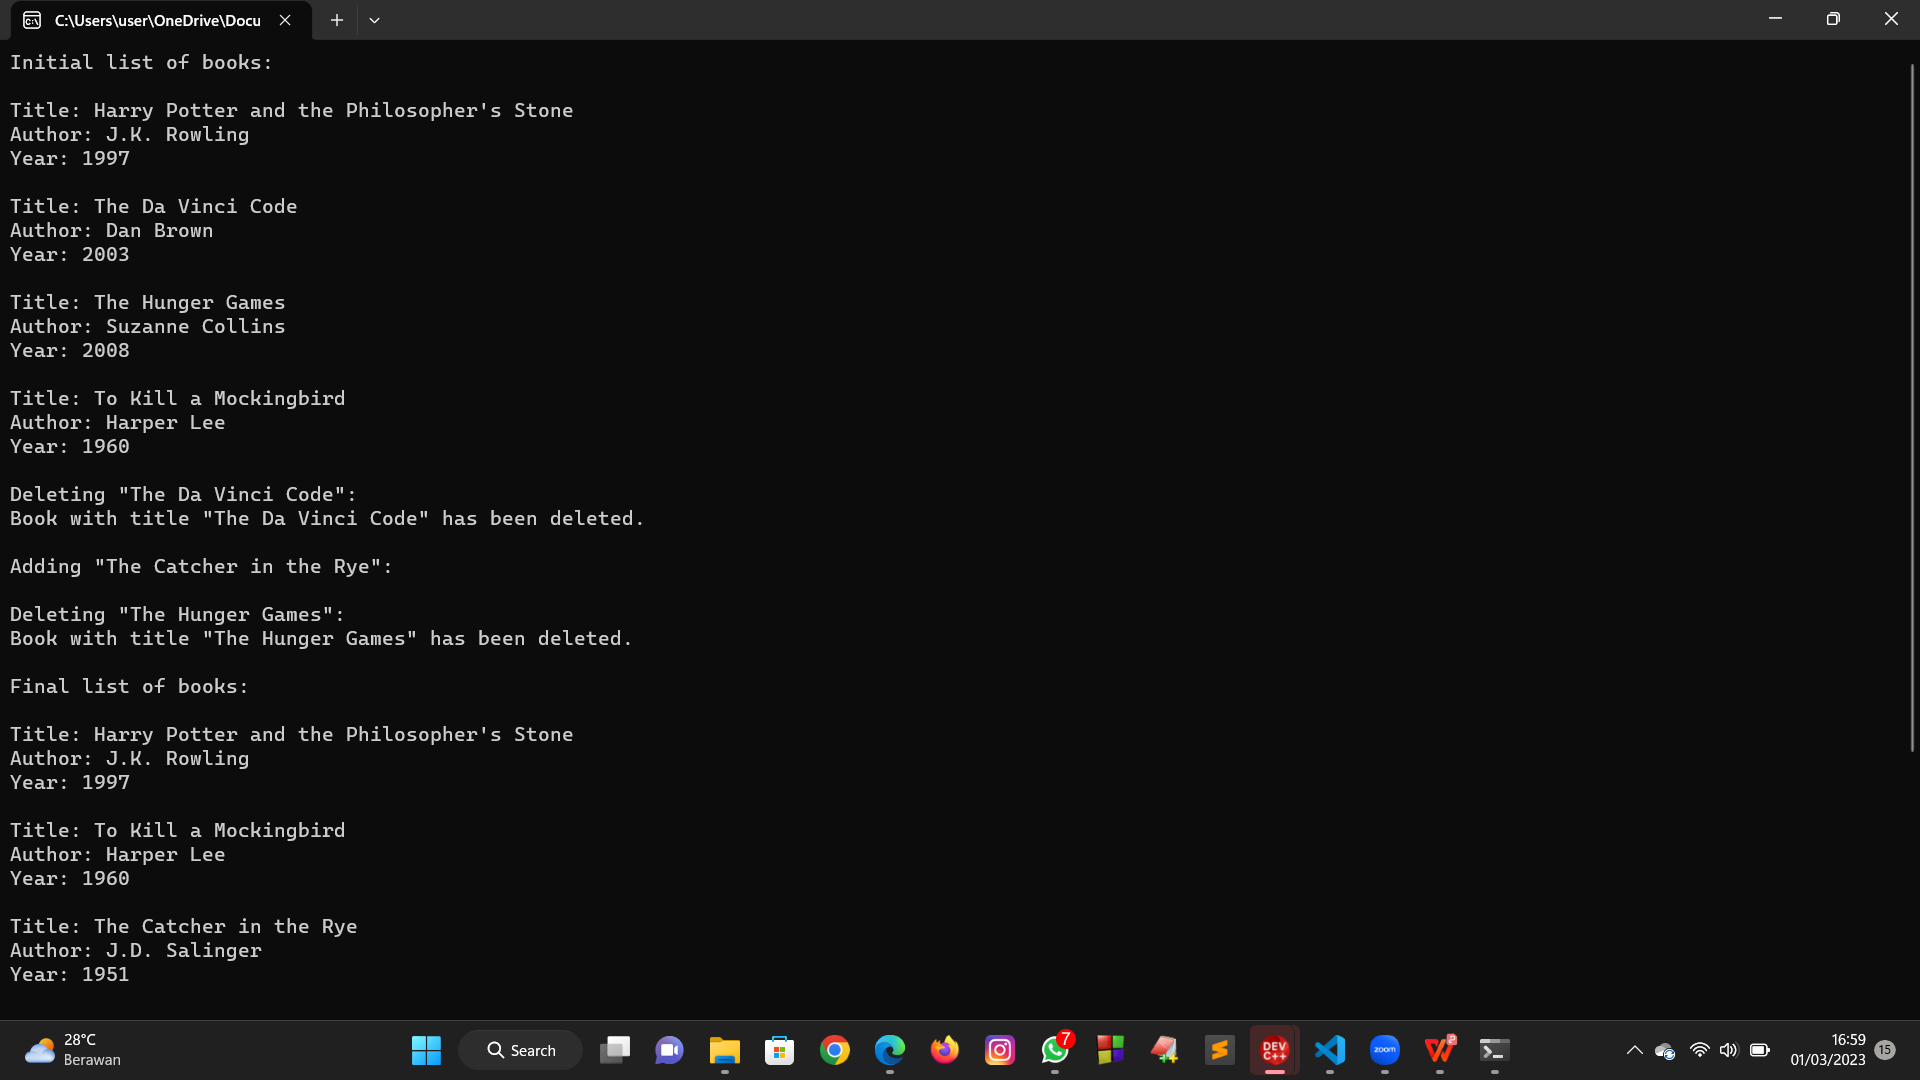 C:\Users\user\OneDrive\Docu
Initial list of books:
Title: Harry Potter and the Philosopher's Stone
Author: J.K. Rowling
Year: 1997
Title: The Da Vinci Code
Author: Dan Brown
Year: 2003
Title: The Hunger Games
Author: Suzanne Collins
Year: 2008
Title: To Kill a Mockingbird
Author: Harper Lee
Year: 1960
Deleting "The Da Vinci Code":
Book with title "The Da Vinci Code" has been deleted.
Adding "The Catcher in the Rye":
Deleting "The Hunger Games":
Book with title "The Hunger Games" has been deleted.
Final list of books:
Title: Harry Potter and the Philosopher's Stone
Author: J.K. Rowling
Year: 1997
Title: To Kill a Mockingbird
Author: Harper Lee
Year: 1960
Title: The Catcher in the Rye
Author: J.D. Salinger
Year: 1951
28°C
Berawan
Search
7
DEV
C++
zoom
2
16:59
01/03/2023
15